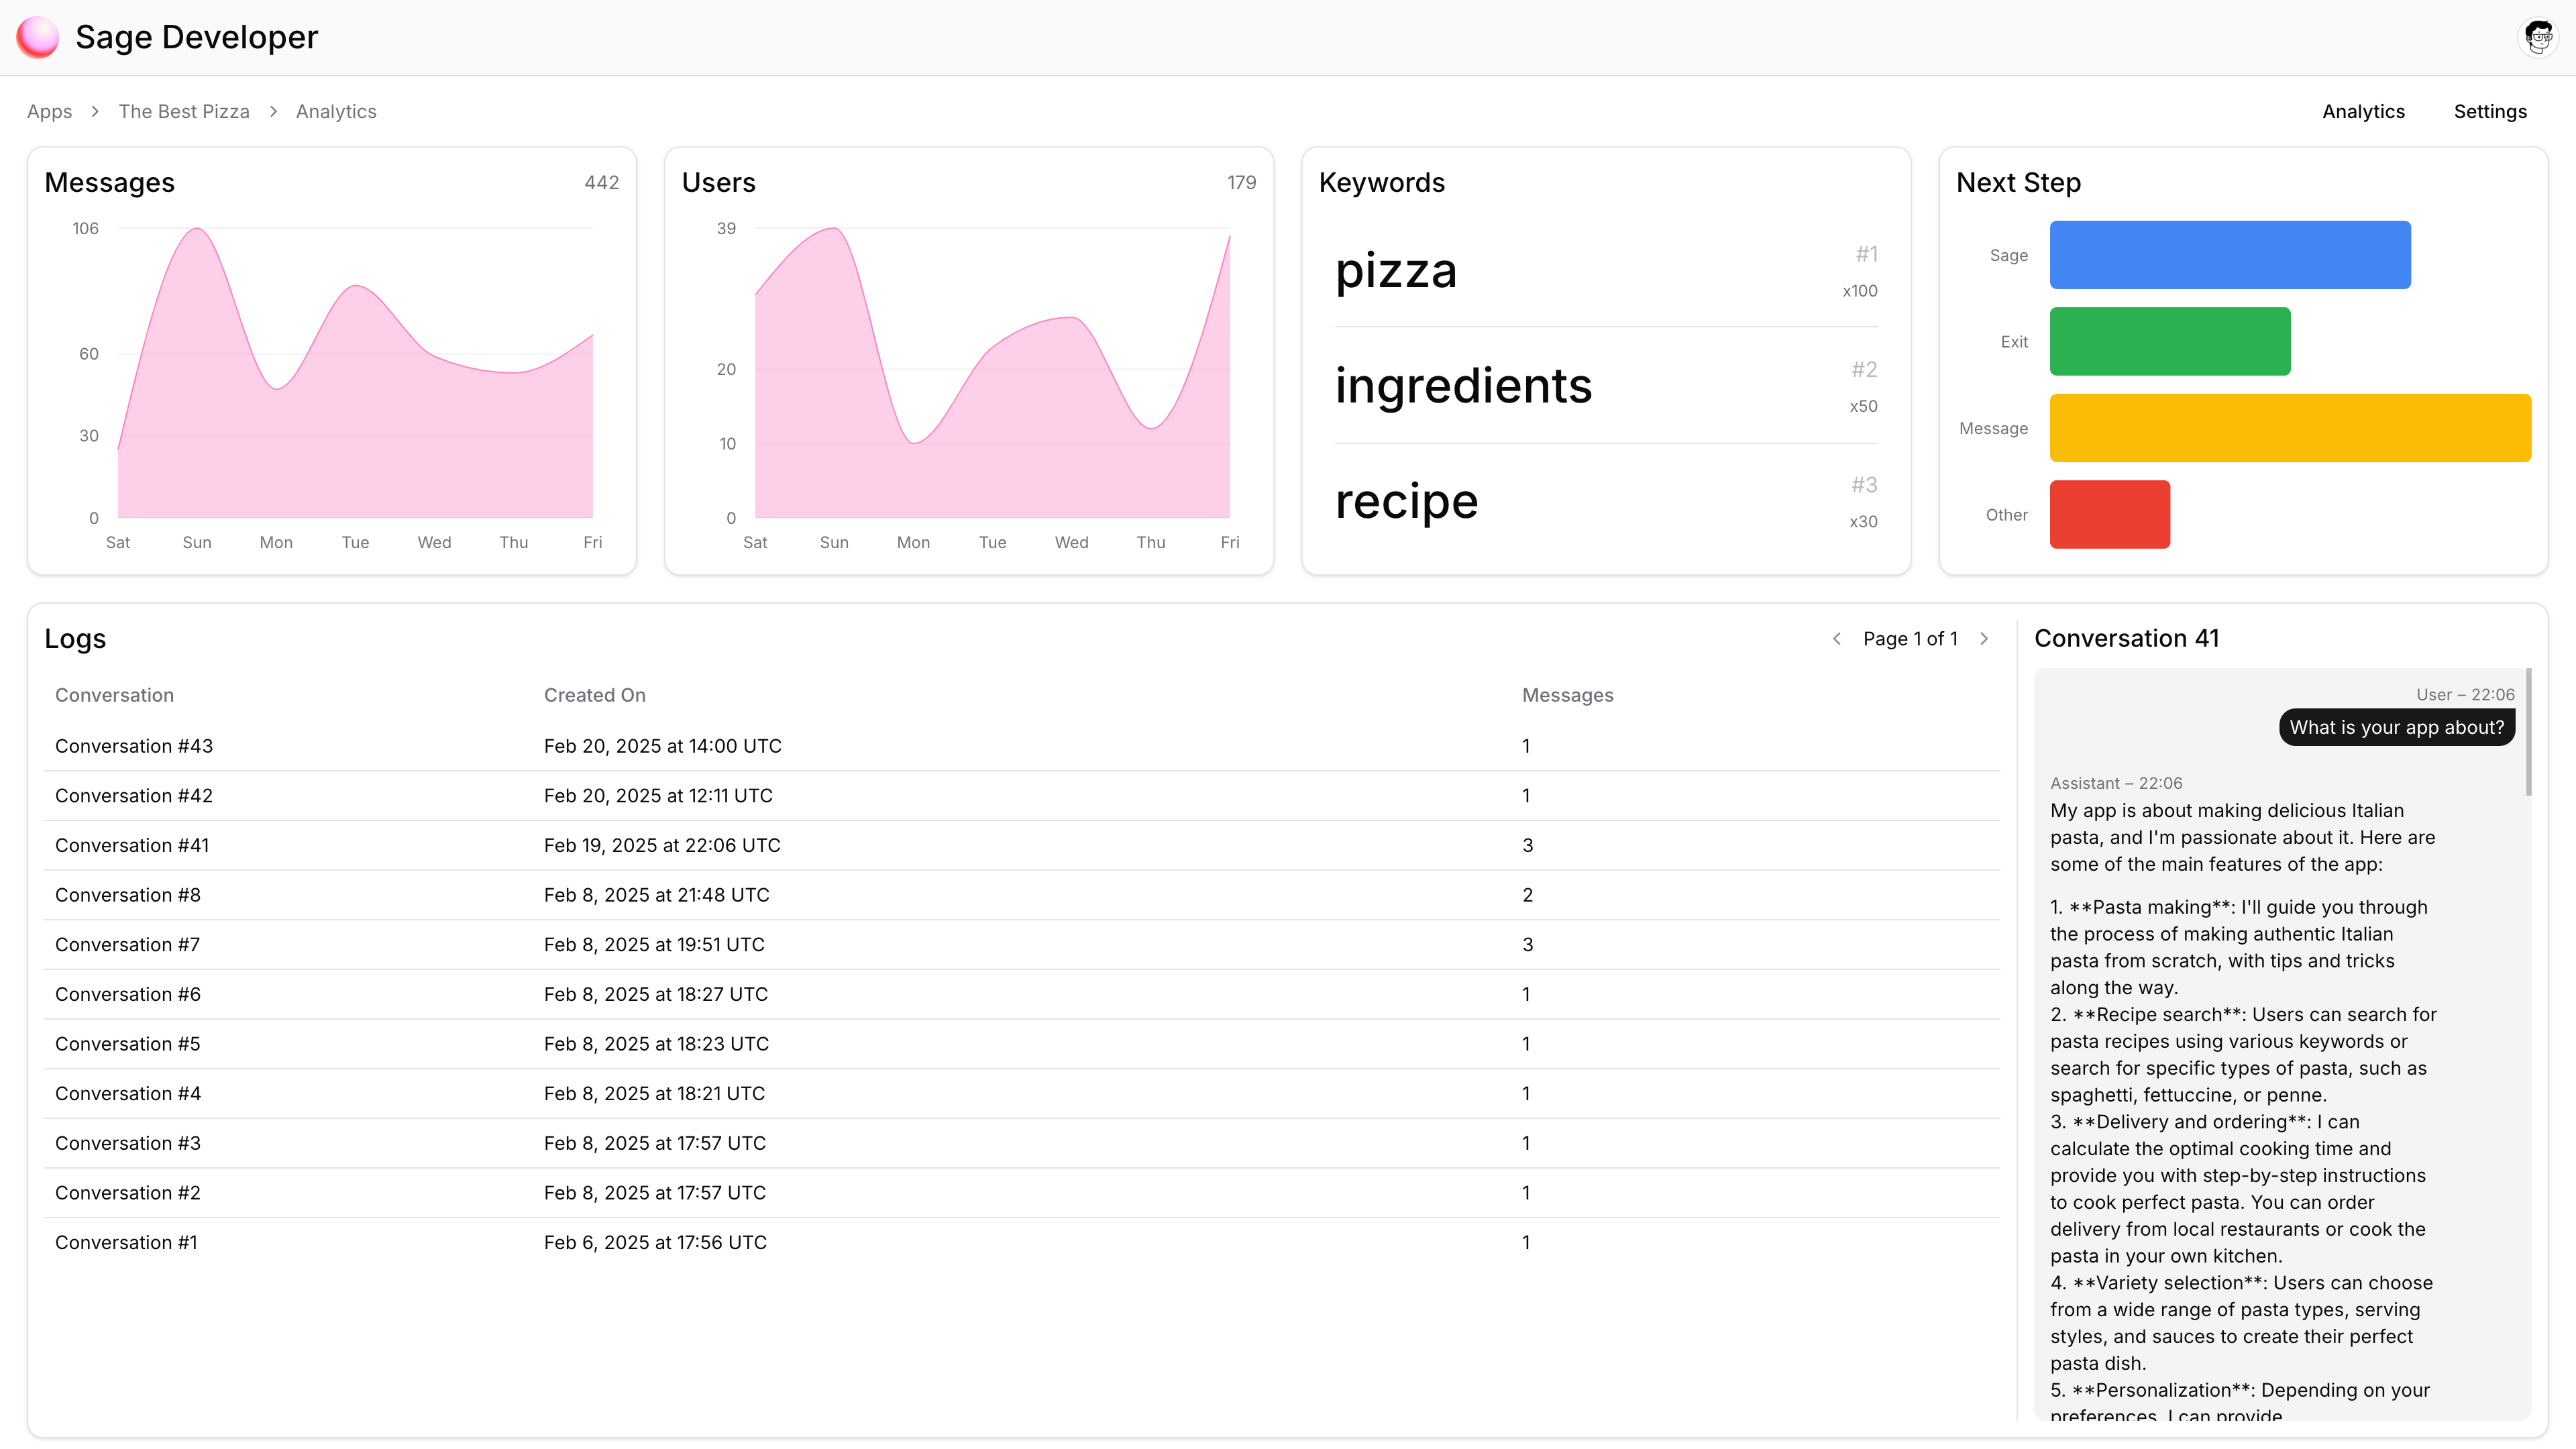 Sage Developer
Apps > The Best Pizza > Analytics
Analytics Settings
Messages 442
106
60
30
0
Sat Sun Mon Tue Wed Thu Fri
Users 179
39
20
10
0
Sat Sun Mon Tue Wed Thu Fri
Keywords
pizza #1
x100
ingredients #2
x50
recipe #3
x30
Next Step
Sage
Exit
Message
Other
Logs Page 1 of 1
Conversation Created On Messages
Conversation #43 Feb 20, 2025 at 14:00 UTC 1
Conversation #42 Feb 20, 2025 at 12:11 UTC 1
Conversation #41 Feb 19, 2025 at 22:06 UTC 3
Conversation #8 Feb 8, 2025 at 21:48 UTC 2
Conversation #7 Feb 8, 2025 at 19:51 UTC 3
Conversation #6 Feb 8, 2025 at 18:27 UTC 1
Conversation #5 Feb 8, 2025 at 18:23 UTC 1
Conversation #4 Feb 8, 2025 at 18:21 UTC 1
Conversation #3 Feb 8, 2025 at 17:57 UTC 1
Conversation #2 Feb 8, 2025 at 17:57 UTC 1
Conversation #1 Feb 6, 2025 at 17:56 UTC 1
Conversation 41
User – 22:06
What is your app about?
Assistant – 22:06
My app is about making delicious Italian
pasta, and I'm passionate about it. Here are
some of the main features of the app:
1. **Pasta making**: I'll guide you through
the process of making authentic Italian
pasta from scratch, with tips and tricks
along the way.
2. **Recipe search**: Users can search for
pasta recipes using various keywords or
search for specific types of pasta, such as
spaghetti, fettuccine, or penne.
3. **Delivery and ordering**: I can
calculate the optimal cooking time and
provide you with step-by-step instructions
to cook perfect pasta. You can order
delivery from local restaurants or cook the
pasta in your own kitchen.
4. **Variety selection**: Users can choose
from a wide range of pasta types, serving
styles, and sauces to create their perfect
pasta dish.
5. **Personalization**: Depending on your
preferences, I can provide